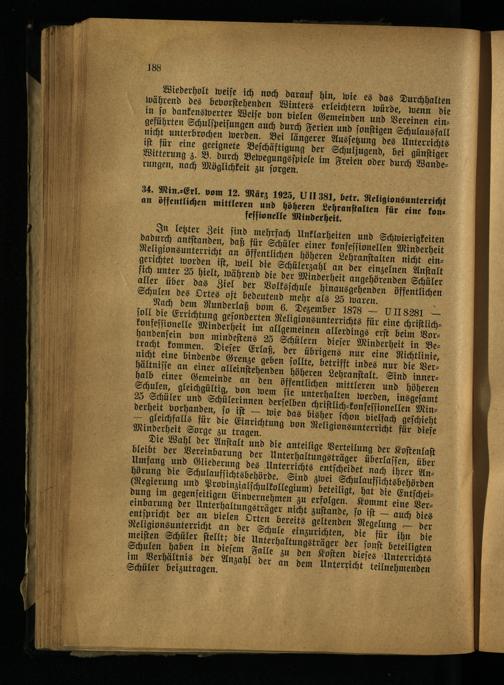 188
Wiederholt weise ich noch darauf hin, wie es das Durchhalten
während des bevorstehenden Winters erleichtern würde, wenn die
in so dankenswerter Weise von vielen Gemeinden und Vereinen ein-
geführten Schulspeisungen auch durch Ferien und sonstigen Schulausfall
nicht unterbrochen werden. Bei längerer Aussetzung des Unterrichts
ist für eine geeignete Beschäftigung der Schuljugend, bei günstiger
Witterung z. B. durch Bewegungsspiele im Freien oder durch Wande-
rungen, nach Möglichkeit zu sorgen.
34. Min.-Erl. vom 12. März 1925, U II 381, betr. Religionsunterricht
an öffentlichen mittleren und höheren Lehranstalten für eine kon-
fessionelle Minderheit.
In letzter Zeit sind mehrfach Unklarheiten und Schwierigkeiten
dadurch entstanden, daß für Schüler einer konfessionellen Minderheit
Religionsunterricht an öffentlichen höheren Lehranstalten nicht ein-
gerichtet worden ist, weil die Schülerzahl an der einzelnen Anstalt
sich unter 25 hielt, während die der Minderheit angehörenden Schüler
aller über das Ziel der Volksschule hinausgehenden öffentlichen
Schulen des Ortes oft bedeutend mehr als 25 waren.
Nach dem Runderlaß vom 6. Dezember 1878 — U II 8281 —
soll die Errichtung gesonderten Religionsunterrichts für eine christlich-
konfessionelle Minderheit im allgemeinen allerdings erst beim Vor-
handensein von mindestens 25 Schülern dieser Minderheit in Be-
tracht kommen. Dieser Erlaß, der übrigens nur eine Richtlinie,
nicht eine bindende Grenze geben sollte, betrifft indes nur die Ver-
hältnisse an einer alleinstehenden höheren Lehranstalt. Sind inner-
halb einer Gemeinde an den öffentlichen mittleren und höheren
Schulen, gleichgültig, von wem sie unterhalten werden, insgesamt
25 Schüler und Schülerinnen derselben christlich-konfessionellen Min-
derheit vorhanden, so ist — wie das bisher schon vielfach geschieht
— gleichfalls für die Einrichtung von Religionsunterricht für diese
Minderheit Sorge zu tragen.
Die Wahl der Anstalt und die anteilige Verteilung der Kostenlast
bleibt der Vereinbarung der Unterhaltungsträger überlassen, über
Umfang und Gliederung des Unterrichts entscheidet nach ihrer An-
hörung die Schulaufsichtsbehörde. Sind zwei Schulaufsichtsbehörden
(Regierung und Provinzialschulkollegium) beteiligt, hat die Entschei-
dung im gegenseitigen Einvernehmen zu erfolgen. Kommt eine Ver-
einbarung der Unterhaltungsträger nicht zustande, so ist — auch dies
entspricht der an vielen Orten bereits geltenden Regelung — der
Religionsunterricht an der Schule einzurichten, die für ihn die
meisten Schüler stellt; die Unterhaltungsträger der sonst beteiligten
Schulen haben in diesem Falle zu den Kosten dieses Unterrichts
im Verhältnis der Anzahl der an dem Unterricht teilnehmenden
Schüler beizutragen.